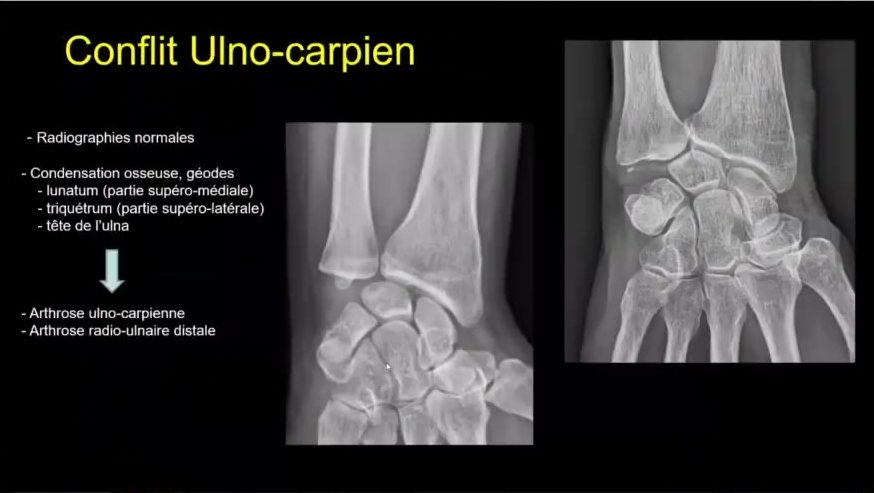 Conflit Ulno-carpien
- Radiographies normales
- Condensation osseuse, géodes
- lunatum (partie supéro-médiale)
- triquétrum (partie supéro-latérale)
- tête de l'ulna
- Arthrose ulno-carpienne
- Arthrose radio-ulnaire distale